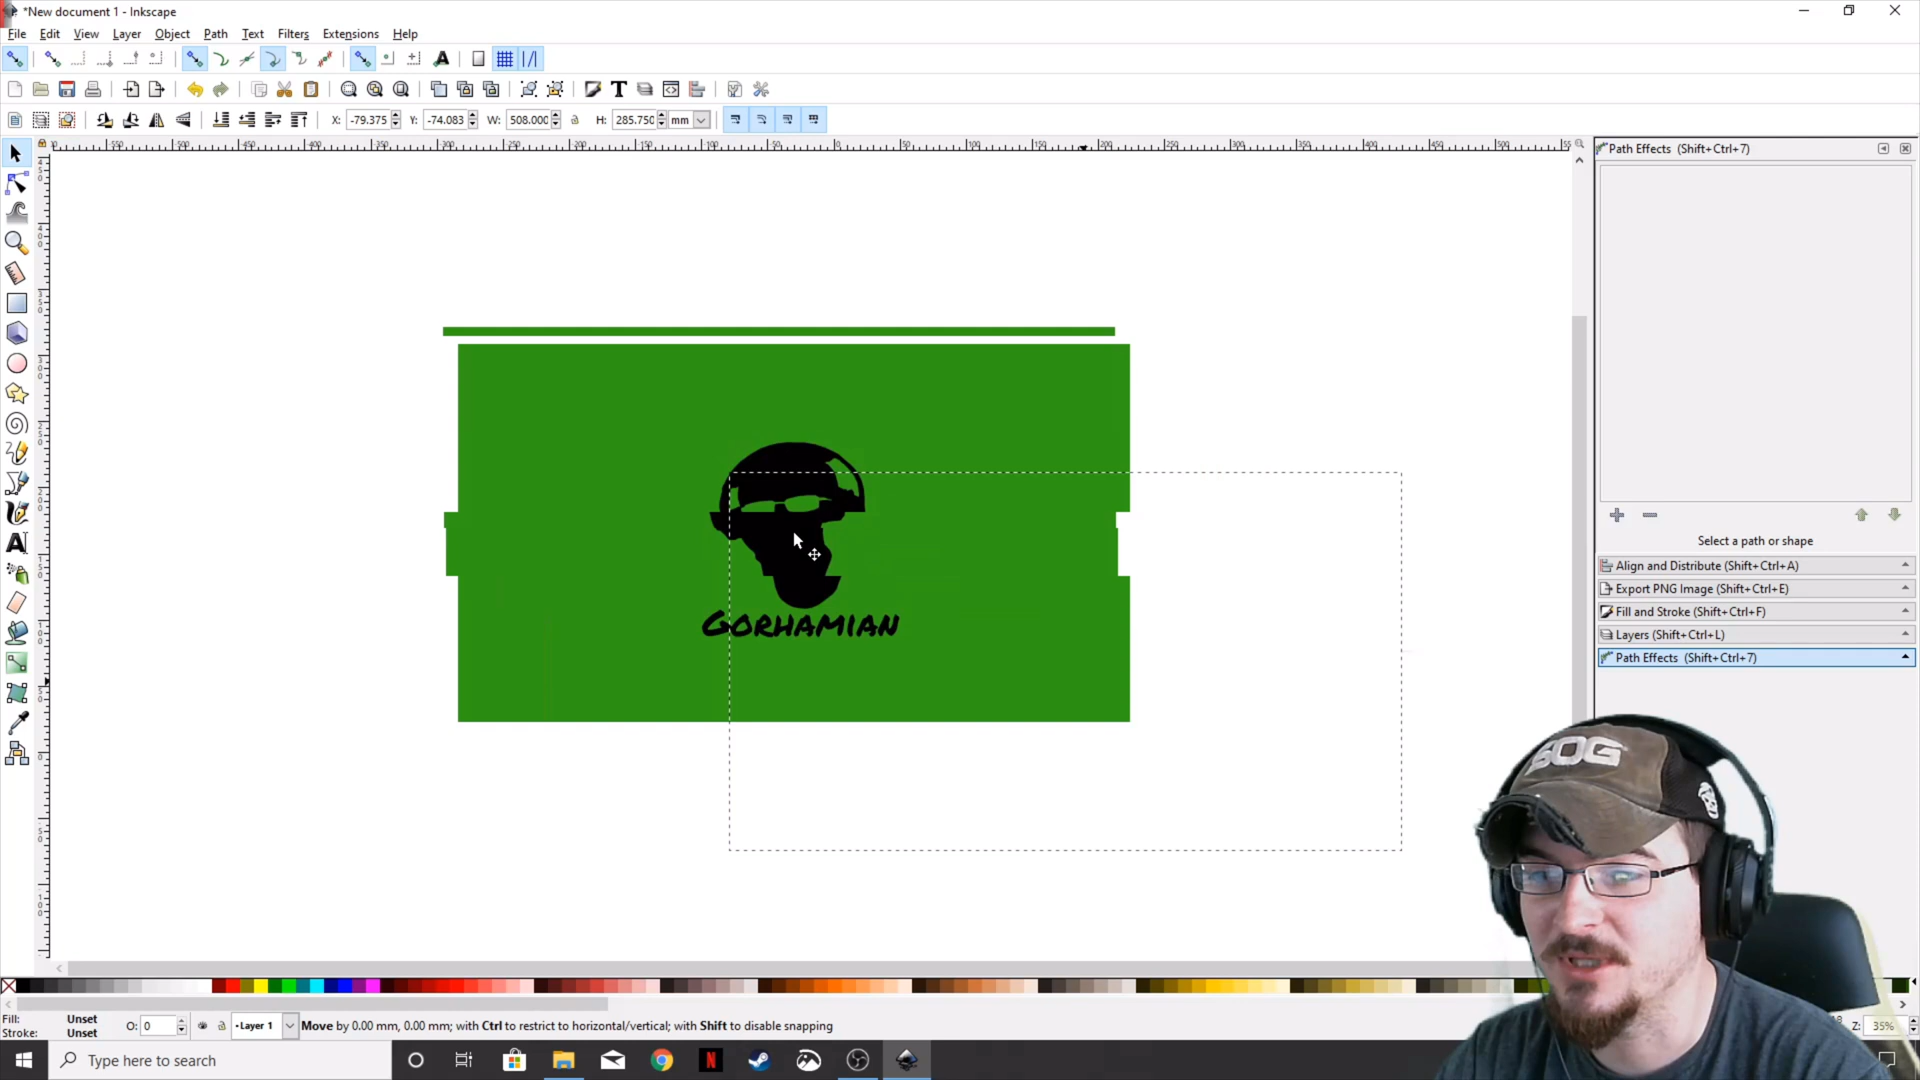 *New document 1 - Inkscape
File Edit View Layer Object Path Text Filters Extensions Help
X: -79.375 Y: -74.083 W: 508.000 H: 285.750 mm
Path Effects (Shift+Ctrl+7)
GORHAMIAN
Select a path or shape
Align and Distribute (Shift+Ctrl+A)
Export PNG Image (Shift+Ctrl+E)
Fill and Stroke (Shift+Ctrl+F)
Layers (Shift+Ctrl+L)
Path Effects (Shift+Ctrl+7)
SOG
Fill: Unset
Stroke: Unset
O: 0
Layer 1
Move by 0.00 mm, 0.00 mm; with Ctrl to restrict to horizontal/vertical; with Shift to disable snapping
Z: 35%
Type here to search